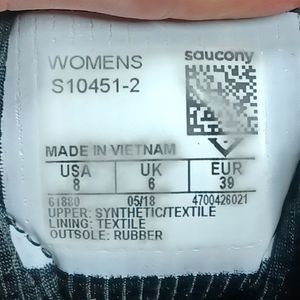 WOMENS saucony
S10451-2
MADE IN VIETNAM
USA UK EUR
8 6 39
61880 05/18 4700426021
UPPER: SYNTHETIC/TEXTILE
LINING: TEXTILE
OUTSOLE: RUBBER